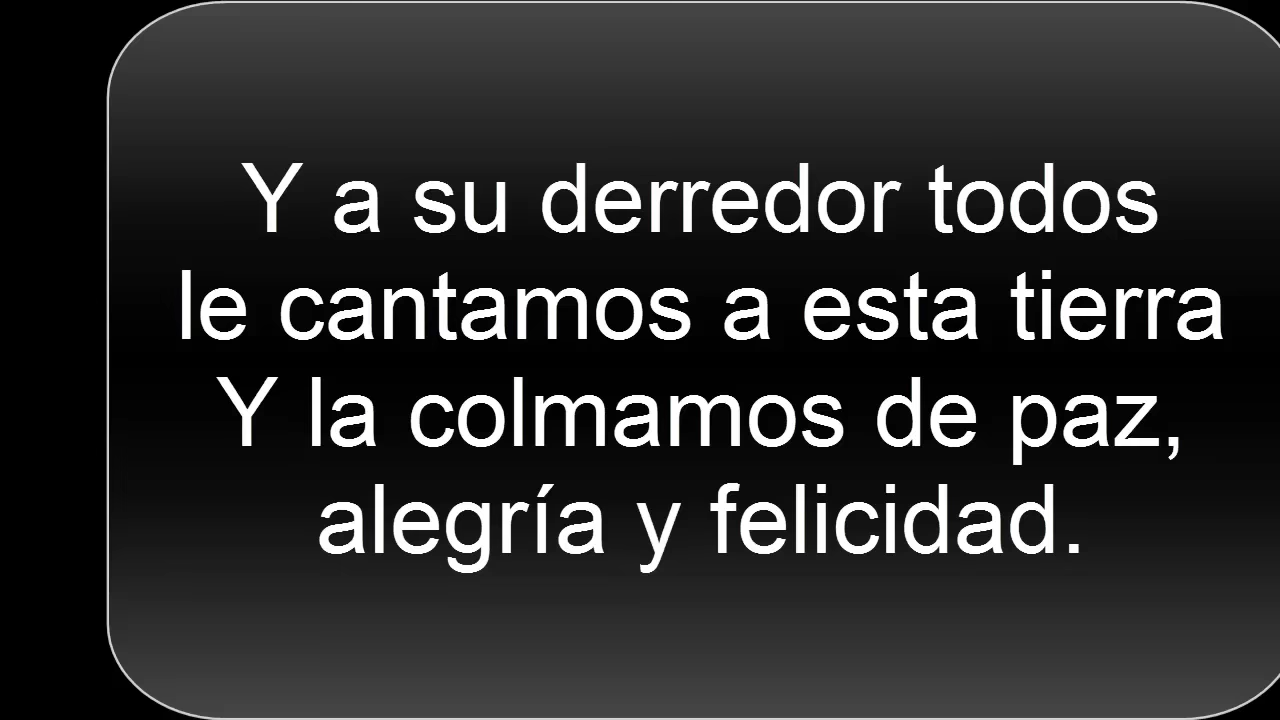 Y a su derredor todos
le cantamos a esta tierra
Y la colmamos de paz,
alegría y felicidad.